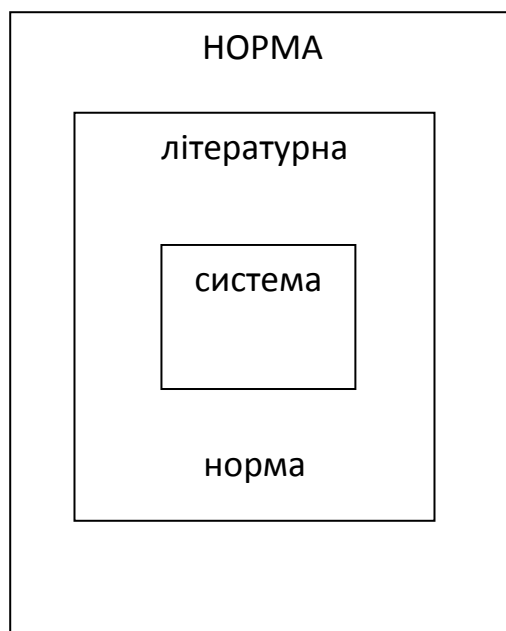 НОРМА
літературна
система
норма